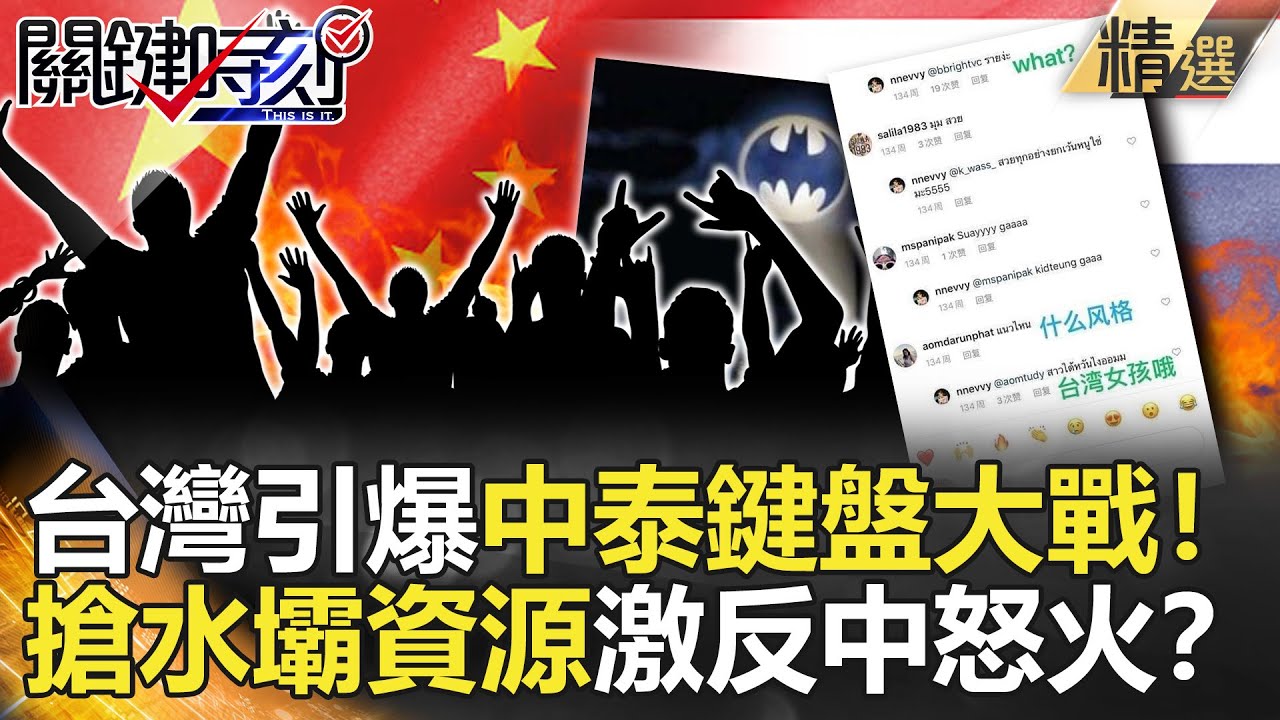 關鍵時刻
THIS IS IT.
精選
nnevvy @bbrightvc รายง่ะ
what?
134周 19次赞 回复
salila1983 มุม สวย
134周 3次赞 回复
nnevvy @k_wass_ สวยทุกอย่างยกเว้นหนูใช่
มะ5555
134周 回复
mspanipak Suayyyy gaaaa
134周 1次赞 回复
nnevvy @mspanipak kidteung gaaa
134周 回复
aomdarunphat แนวไหน
什么风格
134周 回复
nnevvy @aomtudy สาวไต้หวันไงออมม
134周 3次赞 回复
台湾女孩哦
台灣引爆中泰鍵盤大戰！
搶水壩資源激反中怒火？